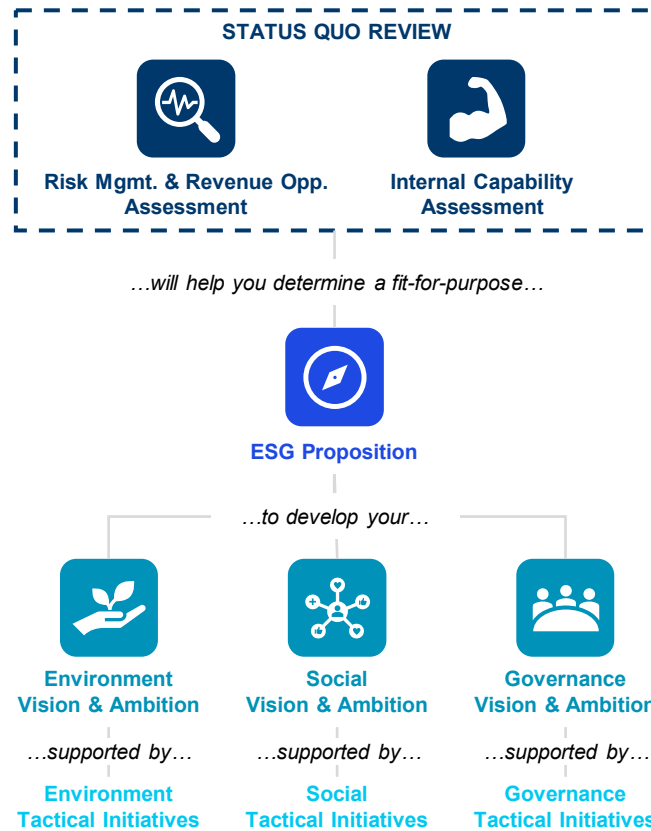 STATUS QUO REVIEW
Risk Mgmt. & Revenue Opp.
Assessment
Internal Capability
Assessment
…will help you determine a fit-for-purpose…
ESG Proposition
…to develop your…
Environment
Vision & Ambition
Social
Vision & Ambition
Governance
Vision & Ambition
…supported by…
…supported by…
…supported by…
Environment
Tactical Initiatives
Social
Tactical Initiatives
Governance
Tactical Initiatives